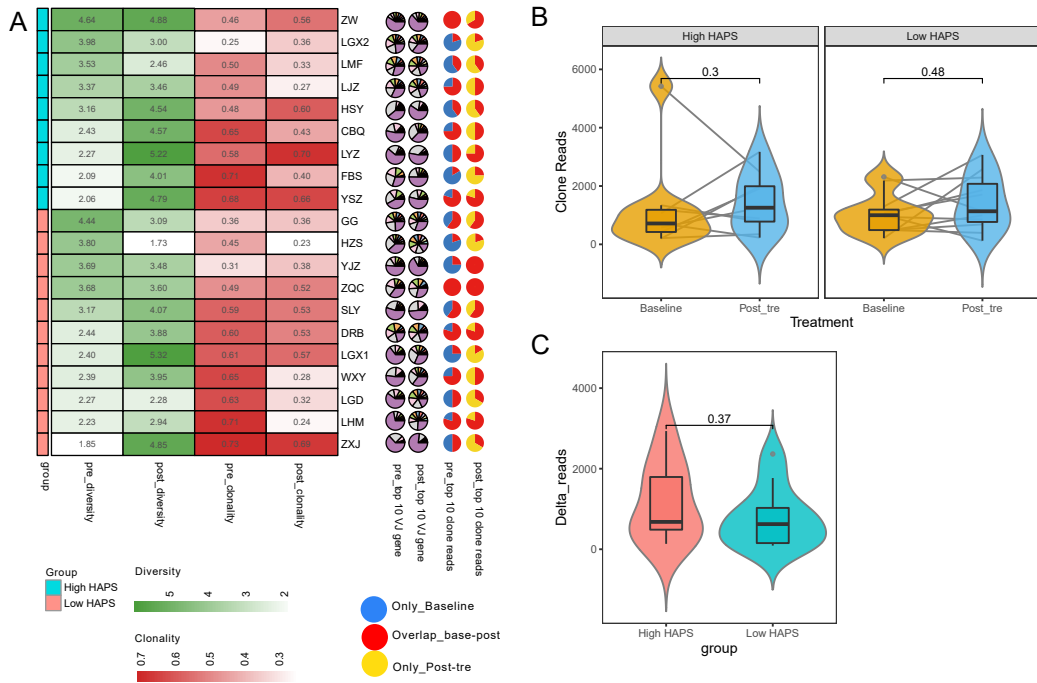 A
4.64 4.88 0.46 0.56 ZW
3.98 3.00 0.25 0.36 LGX2
3.53 2.46 0.50 0.33 LMF
3.37 3.46 0.49 0.27 LJZ
3.16 4.54 0.48 0.60 HSY
2.43 4.57 0.65 0.43 CBQ
2.27 5.22 0.58 0.70 LYZ
2.09 4.01 0.71 0.40 FBS
2.06 4.79 0.68 0.66 YSZ
4.44 3.09 0.36 0.36 GG
3.80 1.73 0.45 0.23 HZS
3.69 3.48 0.31 0.38 YJZ
3.68 3.60 0.49 0.52 ZQC
3.17 4.07 0.59 0.53 SLY
2.44 3.88 0.60 0.53 DRB
2.40 5.32 0.61 0.57 LGX1
2.39 3.95 0.65 0.28 WXY
2.27 2.28 0.63 0.32 LGD
2.23 2.94 0.71 0.24 LHM
1.85 4.85 0.69 ZXJ
group
pre_diversity
post_diversity
pre_clonality
post_clonality
pre_top 10 VJ gene
post_top 10 VJ gene
pre_top 10 clone reads
post_top 10 clone reads
Group
High HAPS
Low HAPS
Diversity
5 4 3 2
Clonality
0.7 0.6 0.5 0.4 0.3
Only_Baseline
Overlap_base-post
Only_Post-tre
B
High HAPS Low HAPS
Clone Reads
6000
4000
2000
0
0.3 0.48
Baseline Post_tre Baseline Post_tre
Treatment
C
Delta_reads
4000
2000
0
0.37
High HAPS Low HAPS
group